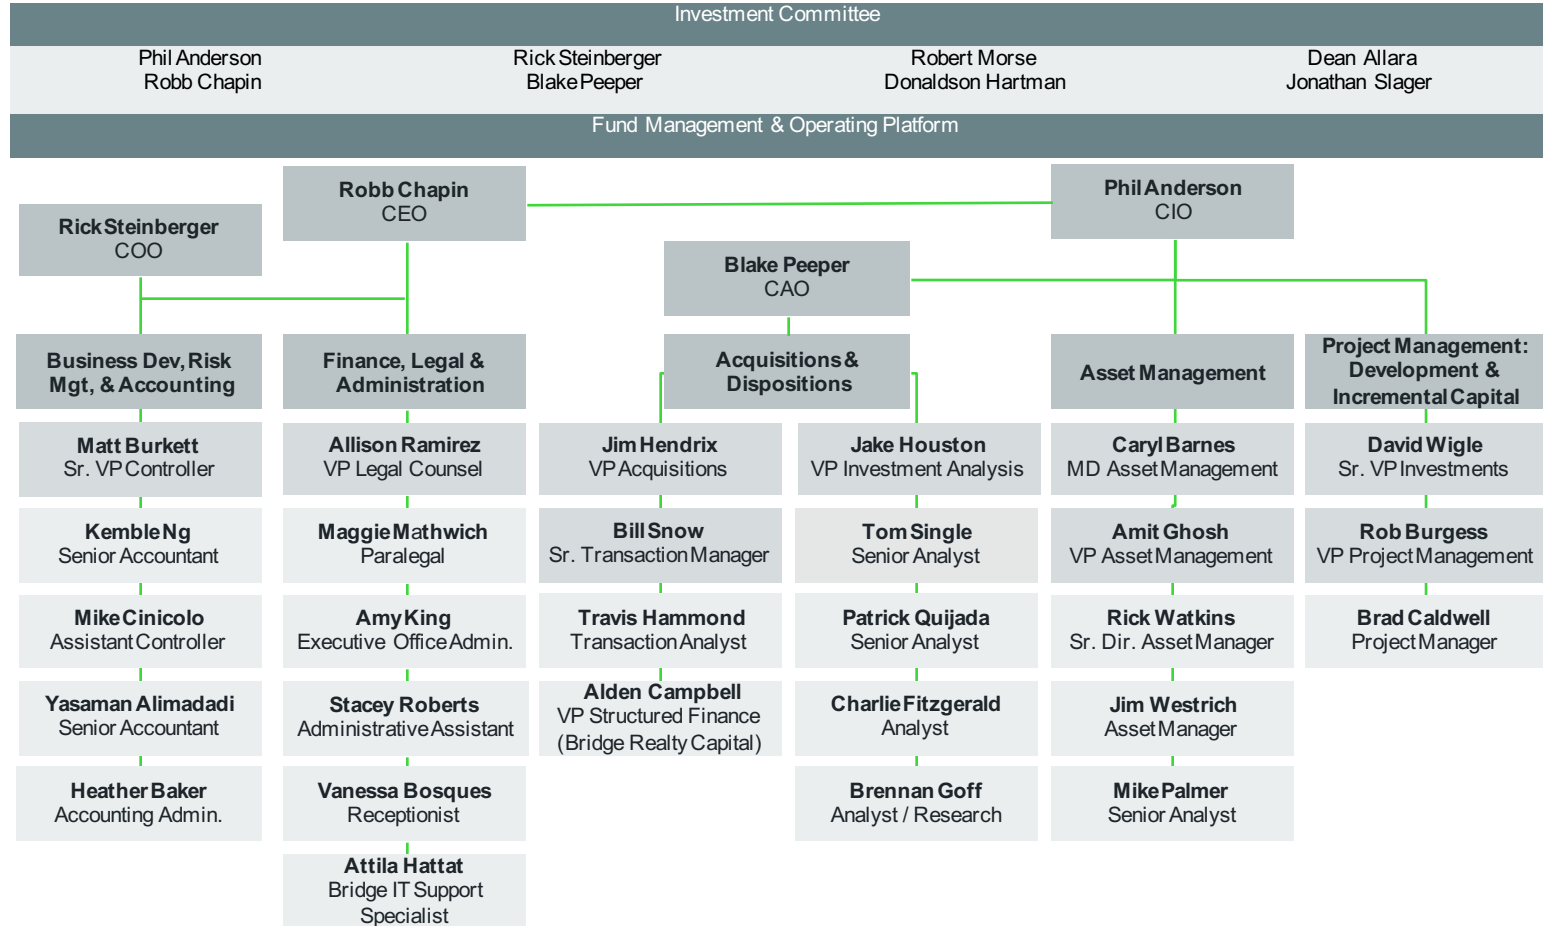 Investment Committee
Phil Anderson
Robb Chapin
Rick Steinberger
Blake Peeper
Robert Morse
Donaldson Hartman
Dean Allara
Jonathan Slager
Fund Management & Operating Platform
Robb Chapin
CEO
Phil Anderson
CIO
Rick Steinberger
COO
Blake Peeper
CAO
Business Dev, Risk
Mgt, & Accounting
Matt Burkett
Sr. VP Controller
Kemble Ng
Senior Accountant
Mike Cinicolo
Assistant Controller
Yasaman Alimadadi
Senior Accountant
Heather Baker
Accounting Admin.
Finance, Legal &
Administration
Allison Ramirez
VP Legal Counsel
Maggie Mathwich
Paralegal
Amy King
Executive Office Admin.
Stacey Roberts
Administrative Assistant
Vanessa Bosques
Receptionist
Attila Hattat
Bridge IT Support
Specialist
Acquisitions &
Dispositions
Jim Hendrix
VP Acquisitions
Bill Snow
Sr. Transaction Manager
Travis Hammond
Transaction Analyst
Alden Campbell
VP Structured Finance
(Bridge Realty Capital)
Jake Houston
VP Investment Analysis
Tom Single
Senior Analyst
Patrick Quijada
Senior Analyst
Charlie Fitzgerald
Analyst
Brennan Goff
Analyst / Research
Asset Management
Caryl Barnes
MD Asset Management
Amit Ghosh
VP Asset Management
Rick Watkins
Sr. Dir. Asset Manager
Jim Westrich
Asset Manager
Mike Palmer
Senior Analyst
Project Management:
Development &
Incremental Capital
David Wigle
Sr. VP Investments
Rob Burgess
VP Project Management
Brad Caldwell
Project Manager